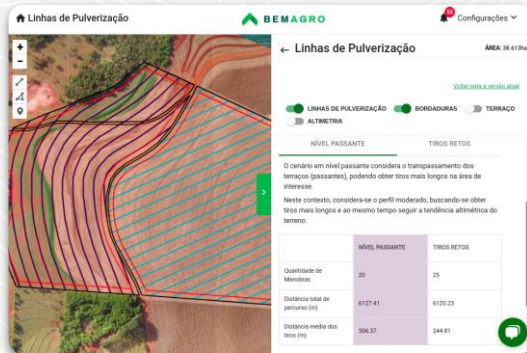 Linhas de Pulverização
BEMAGRO
15
Configurações
← Linhas de Pulverização
ÁREA: 38.613ha
Voltar para a versão atual
LINHAS DE PULVERIZAÇÃO
BORDADURAS
TERRAÇO
ALTIMETRIA
NÍVEL PASSANTE
TIROS RETOS
O cenário em nível passante considera o transpassamento dos
terraços (passantes), podendo obter tiros mais longos na área de
interesse.
Neste contexto, considera-se o perfil moderado, buscando-se obter
tiros mais longos e ao mesmo tempo seguir a tendência altimétrica do
terreno.
NÍVEL PASSANTE TIROS RETOS
Quantidade de
Manobras
20 25
Distância total de
percurso (m)
6127.41 6120.23
Distância média dos
tiros (m)
306.37 244.81